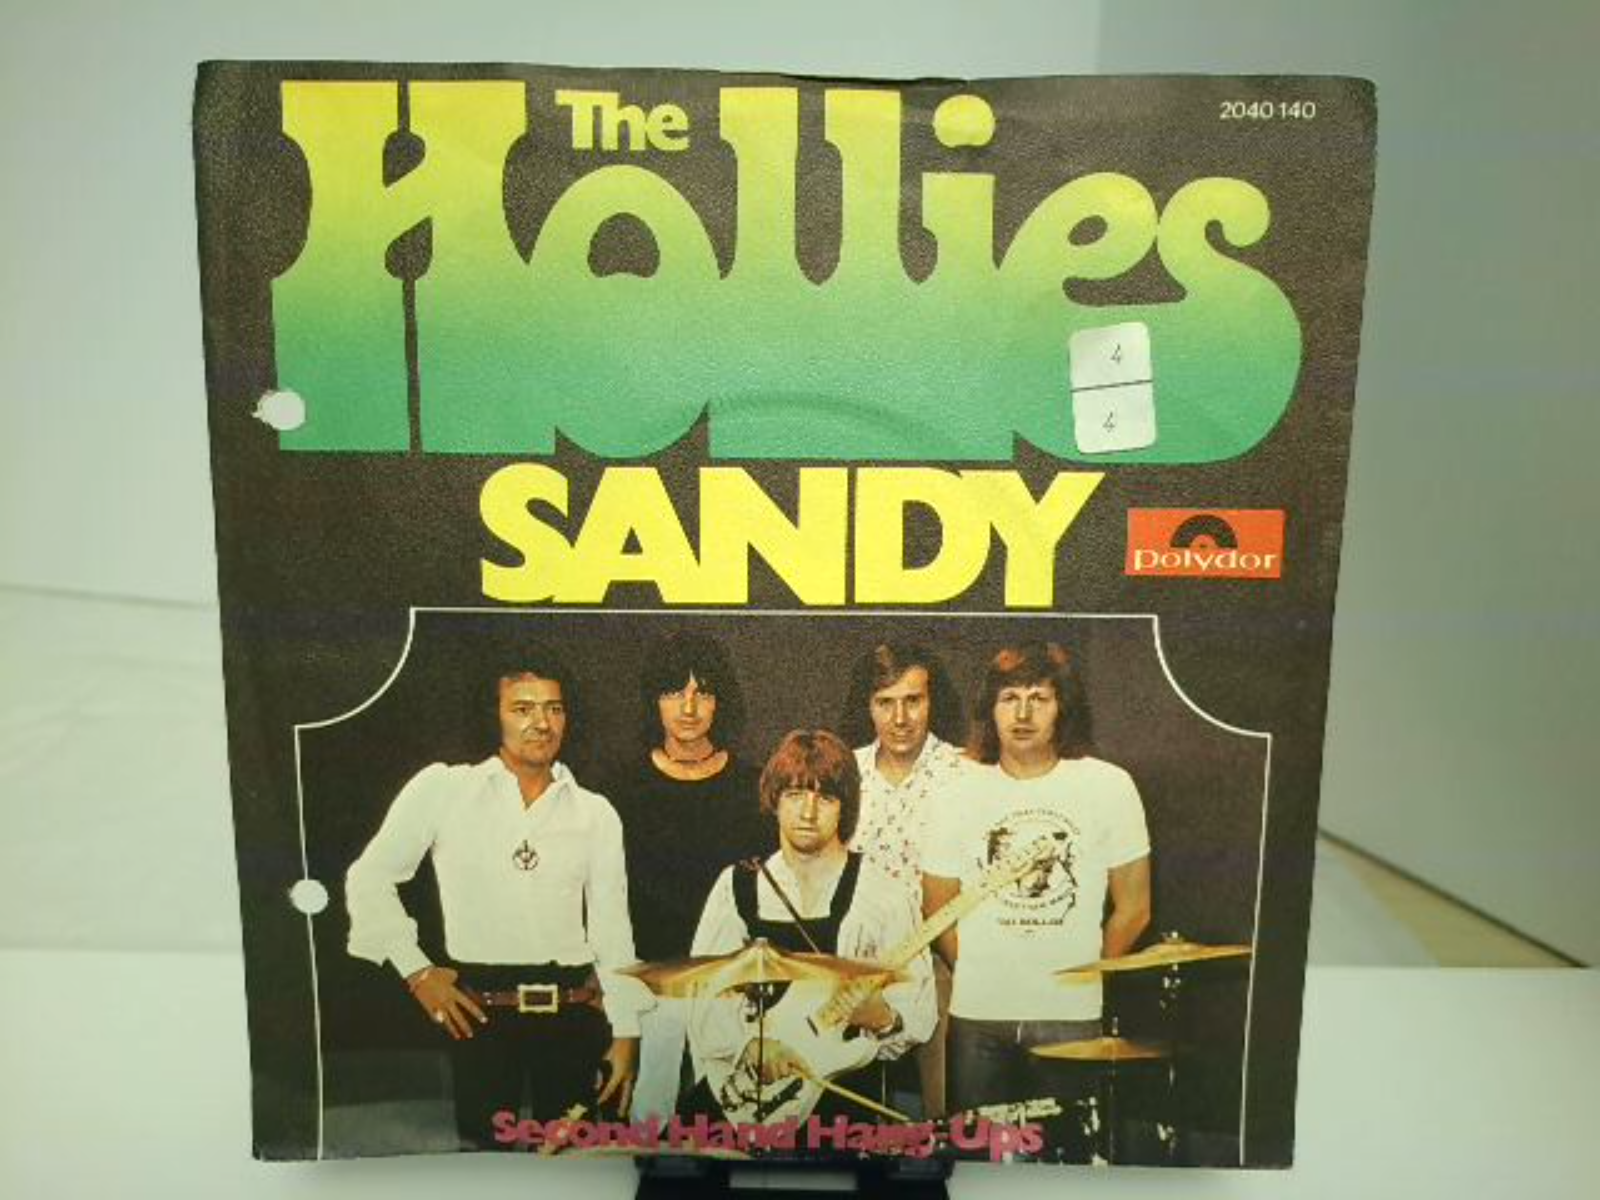 The
Hollies
2040 140
4
4
SANDY
polydor
Second Hand Hang-Ups